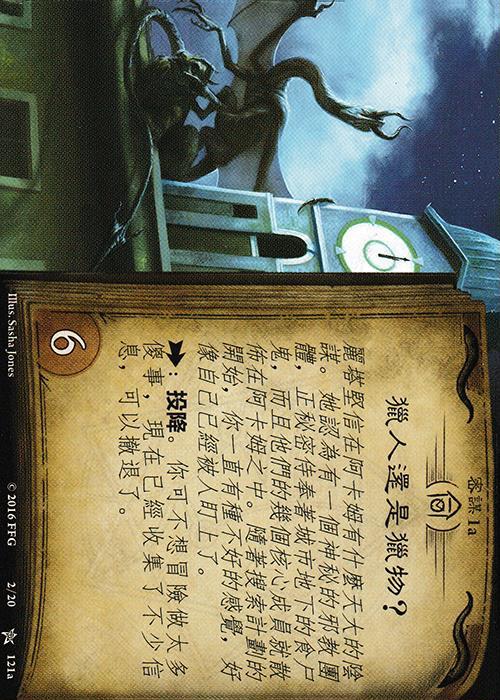 密謀 1a
獵人還是獵物？
麗塔堅信在阿卡姆有什麼天大的陰
謀。她認為有一個神秘的邪教團
體，正秘密侍奉著城市地下的食尸
鬼，而且他們的幾個核心成員就散
佈在阿卡姆之中。隨著搜索計劃的
開始，你一直有種不好的感覺，好
像自己已經被人盯上了。
：投降。你可不想冒險做太多
傻事，現在已經收集了不少信
息，可以撤退了。
6
Illus. Sasha Jones
© 2016 FFG
2/20
121a